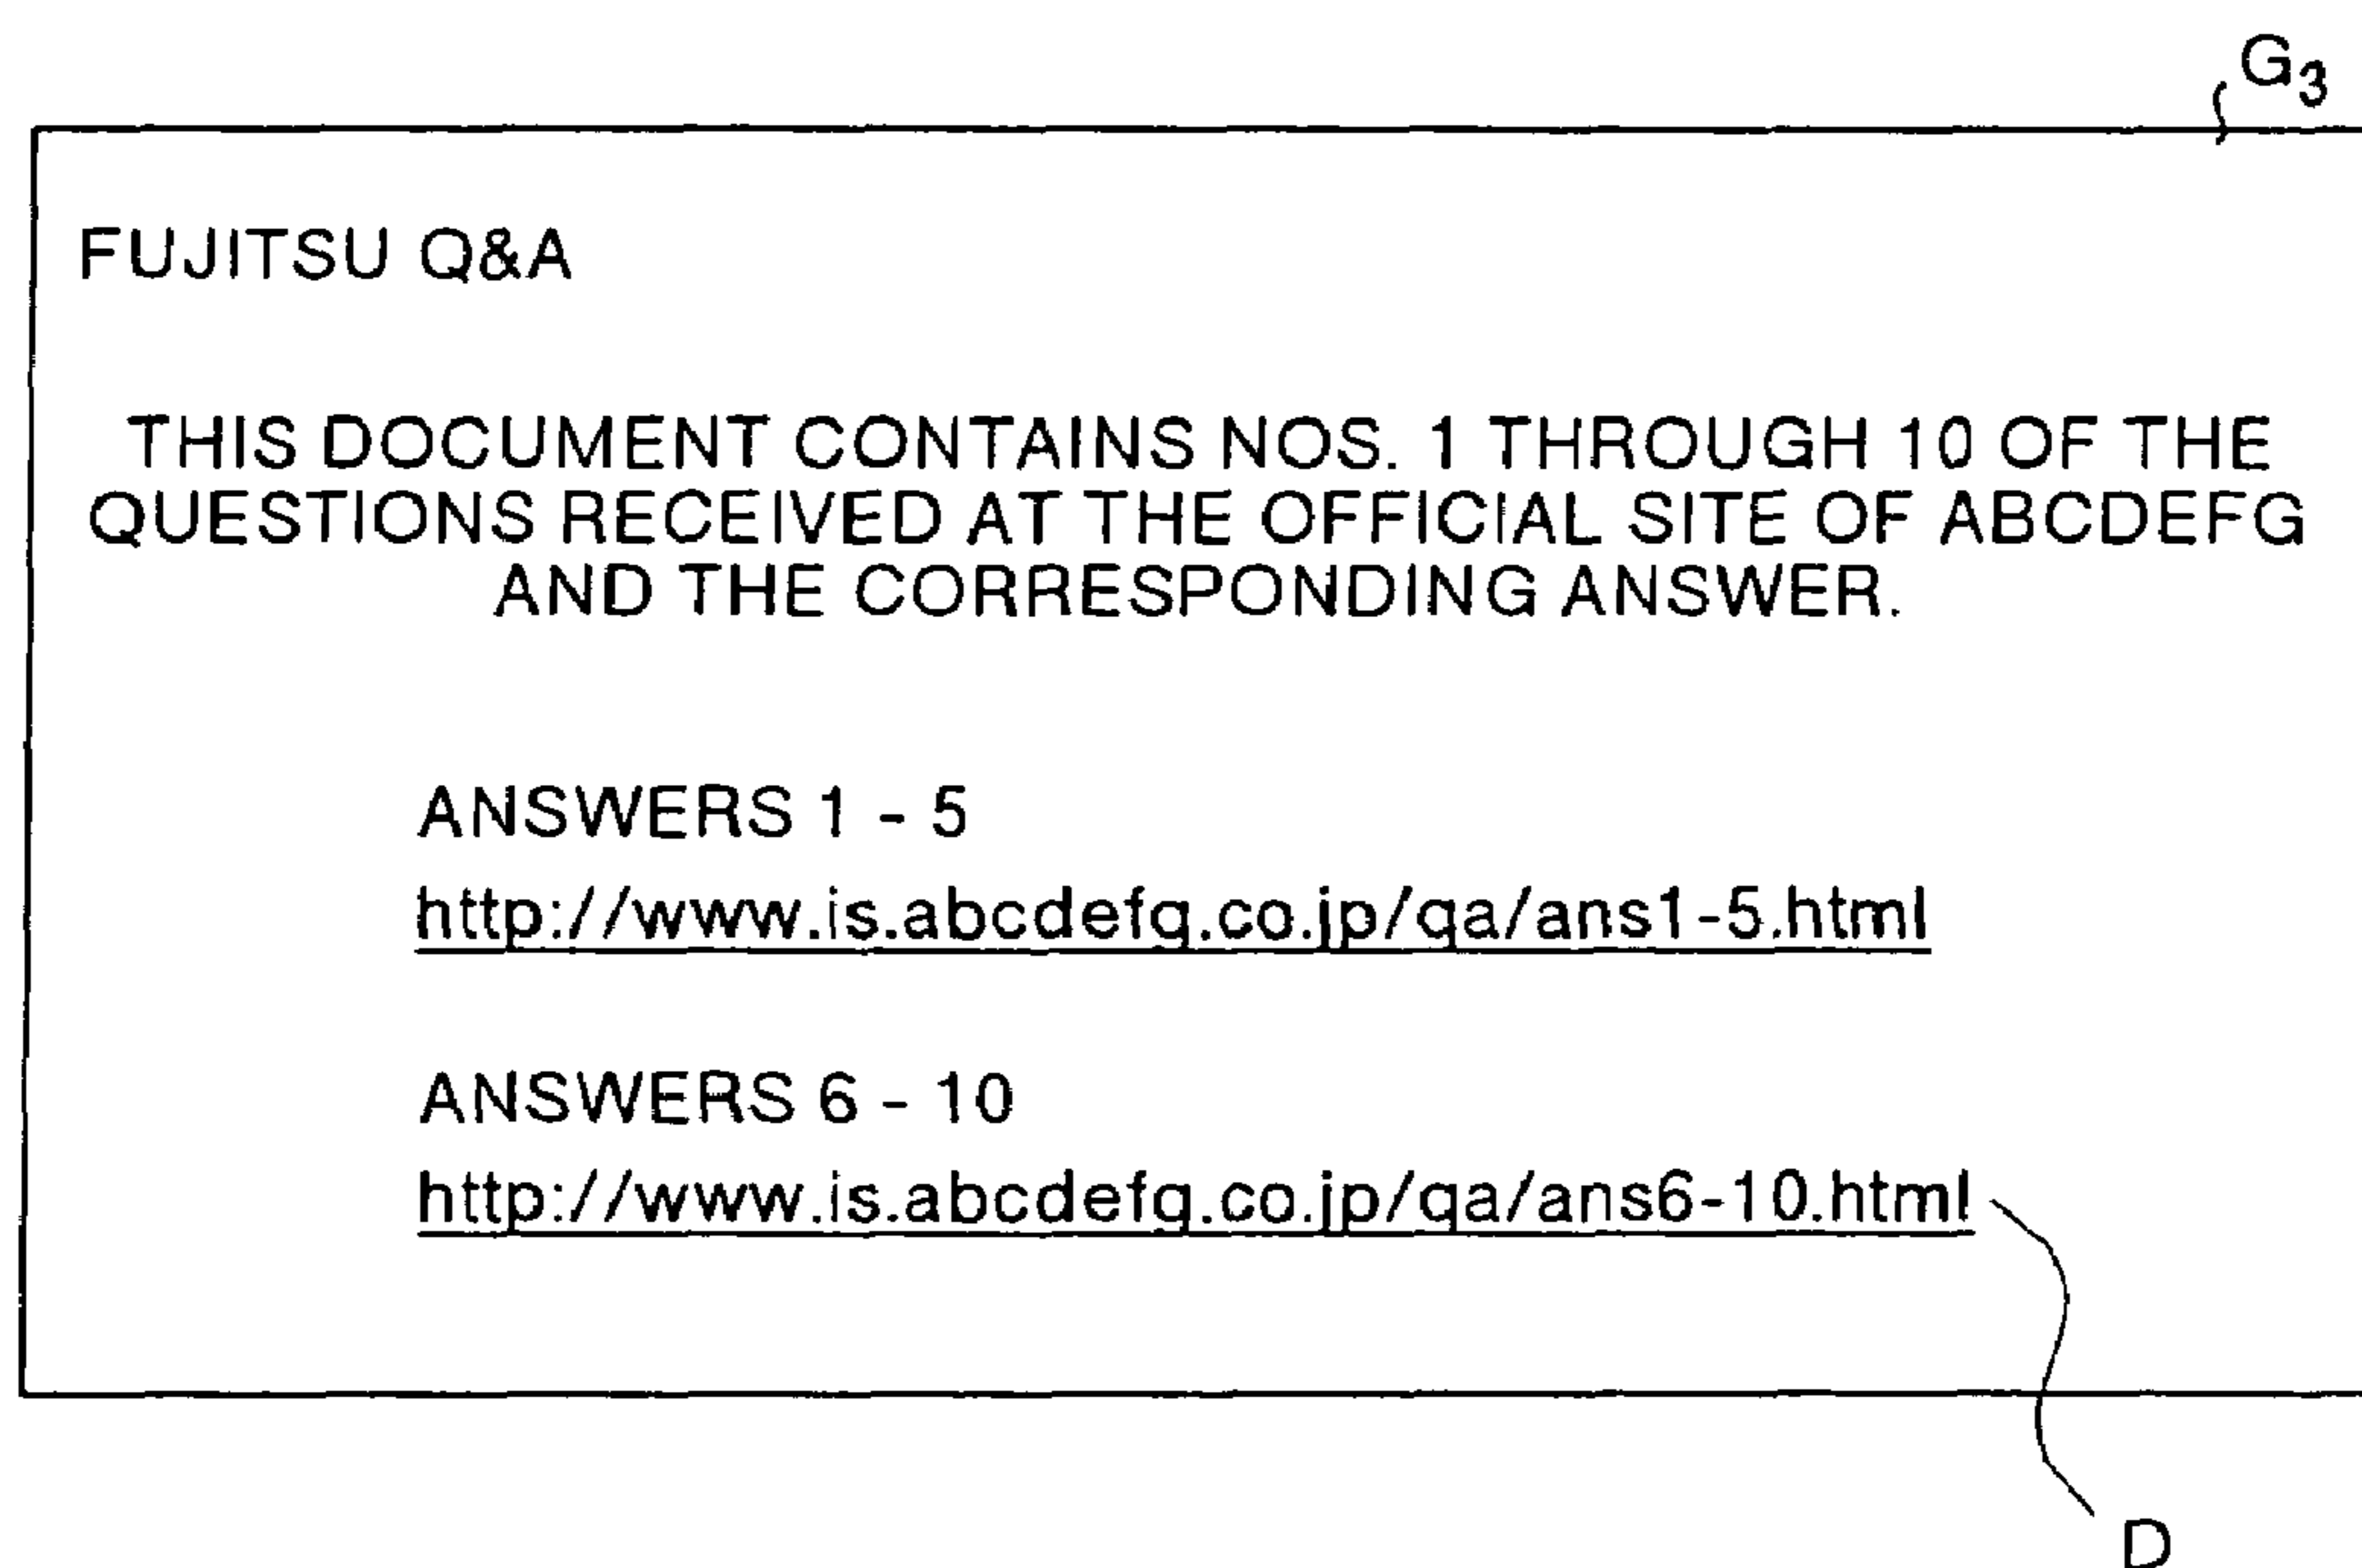 G3
FUJITSU Q&A
THIS DOCUMENT CONTAINS NOS. 1 THROUGH 10 OF THE
QUESTIONS RECEIVED AT THE OFFICIAL SITE OF ABCDEFG
AND THE CORRESPONDING ANSWER.
ANSWERS 1 - 5
http://www.is.abcdefg.co.jp/qa/ans1-5.html
ANSWERS 6 - 10
http://www.is.abcdefg.co.jp/qa/ans6-10.html
D